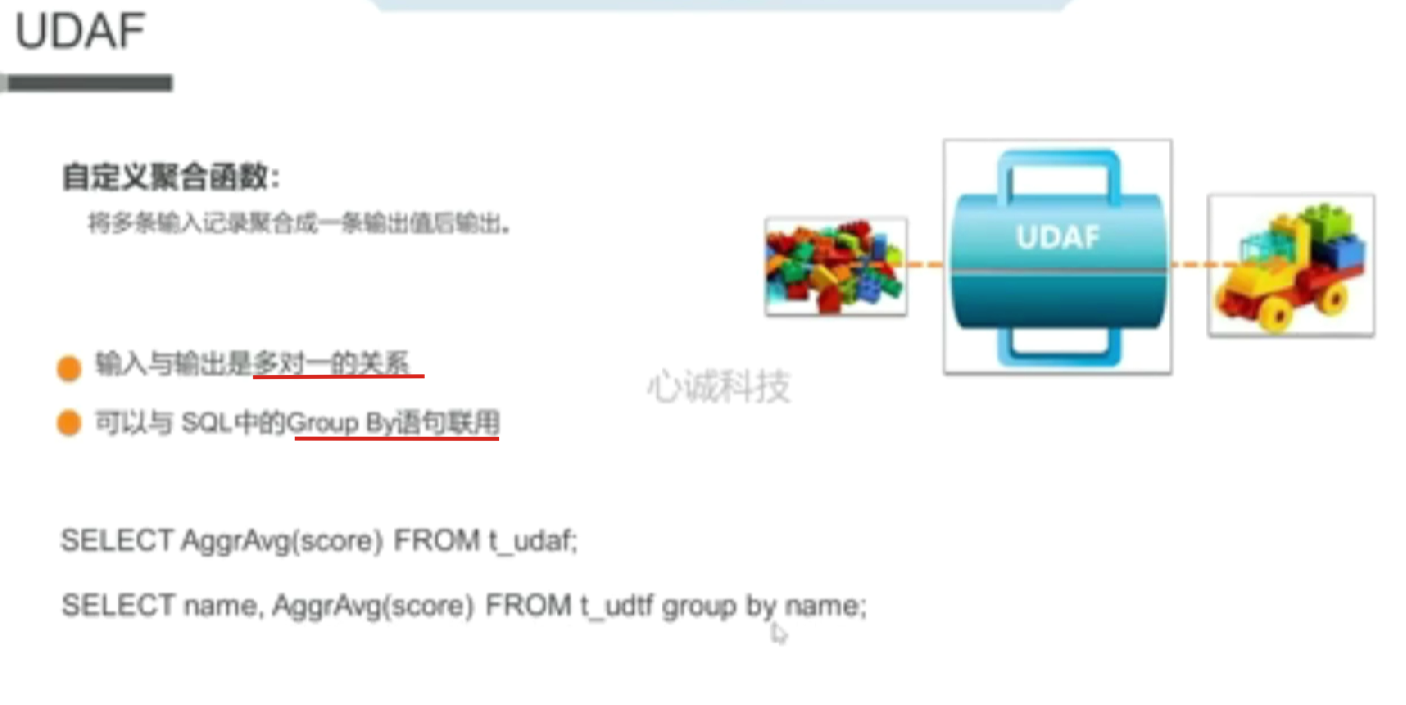 UDAF
自定义聚合函数：
将多条输入记录聚合成一条输出值后输出。
UDAF
输入与输出是多对一的关系
心诚科技
可以与 SQL中的Group By语句联用
SELECT AggrAvg(score) FROM t_udaf;
SELECT name, AggrAvg(score) FROM t_udtf group by name;